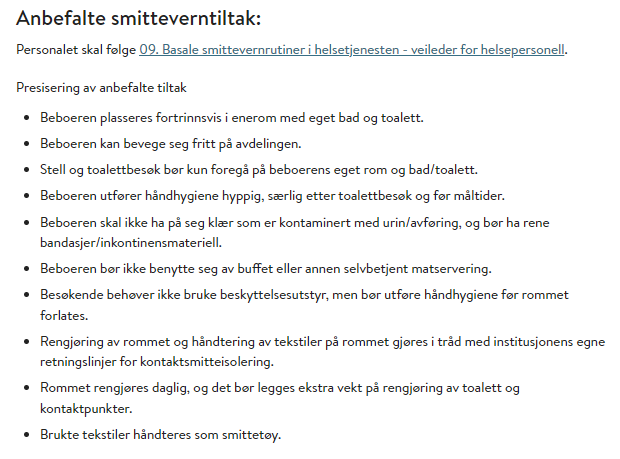 Anbefalte smitteverntiltak:
Personalet skal følge 09. Basale smittevernrutiner i helsetjenesten - veileder for helsepersonell.
Presisering av anbefalte tiltak
• Beboeren plasseres fortrinnsvis i enerom med eget bad og toalett.
• Beboeren kan bevege seg fritt på avdelingen.
• Stell og toalettbesøk bør kun foregå på beboerens eget rom og bad/toalett.
• Beboeren utfører håndhygiene hyppig, særlig etter toalettbesøk og før måltider.
• Beboeren skal ikke ha på seg klær som er kontaminert med urin/avføring, og bør ha rene
bandasjer/inkontinensmateriell.
• Beboeren bør ikke benytte seg av buffet eller annen selvbetjent matservering.
• Besøkende behøver ikke bruke beskyttelsesutstyr, men bør utføre håndhygiene før rommet
forlates.
• Rengjøring av rommet og håndtering av tekstiler på rommet gjøres i tråd med institusjonens egne
retningslinjer for kontaktsmitteisolering.
• Rommet rengjøres daglig, og det bør legges ekstra vekt på rengjøring av toalett og
kontaktpunkter.
• Brukte tekstiler håndteres som smittetøy.